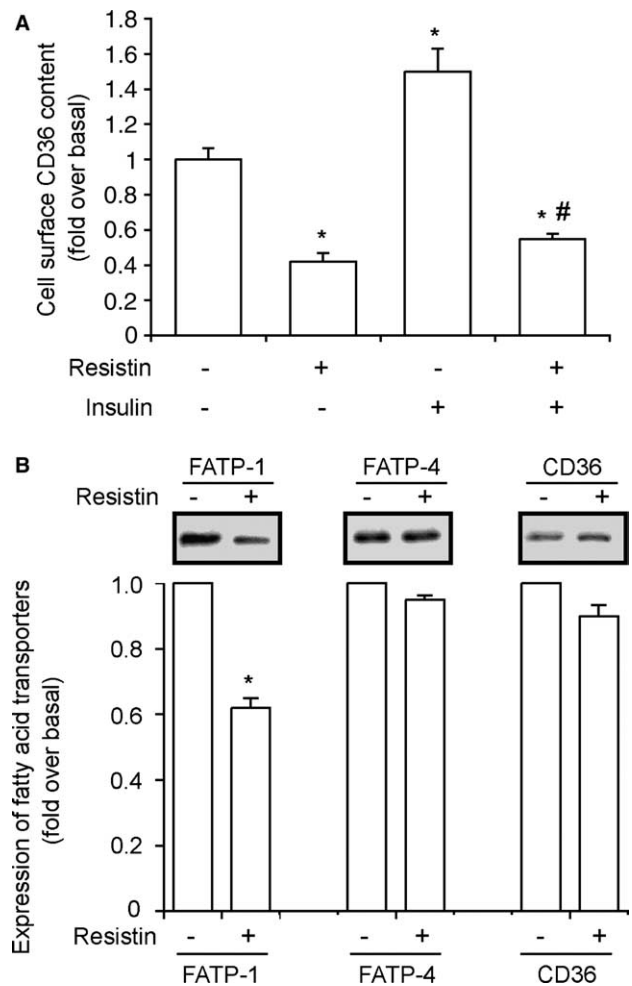 A
Cell surface CD36 content
(fold over basal)
1.8
1.6
1.4
1.2
1
0.8
0.6
0.4
0.2
0
*
*
* #
Resistin - + - +
Insulin - - + +
B
FATP-1 FATP-4 CD36
Resistin - + - + - +
Expression of fatty acid transporters
(fold over basal)
1.0
0.8
0.6
0.4
0.2
0
*
Resistin - + - + - +
FATP-1 FATP-4 CD36